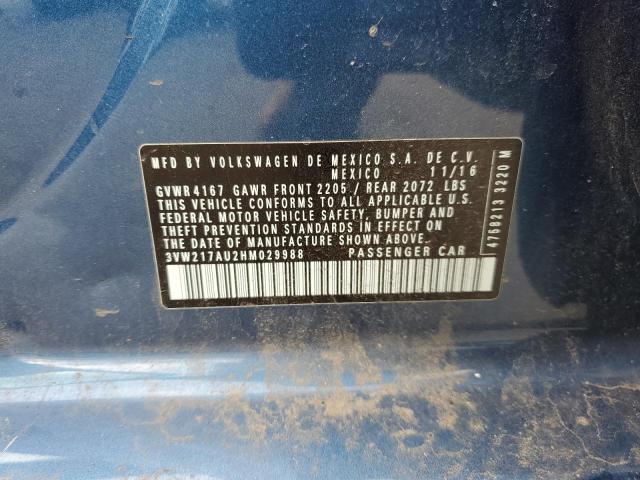 MFD BY VOLKSWAGEN DE MEXICO S.A. DE C.V.
MEXICO 11/16
GVWR 4167 GAWR FRONT 2205 / REAR 2072 LBS
THIS VEHICLE CONFORMS TO ALL APPLICABLE U.S.
FEDERAL MOTOR VEHICLE SAFETY, BUMPER AND
THEFT PREVENTION STANDARDS IN EFFECT ON
THE DATE OF MANUFACTURE SHOWN ABOVE.
3VW217AU2HM029988 PASSENGER CAR
4758213 3220 M